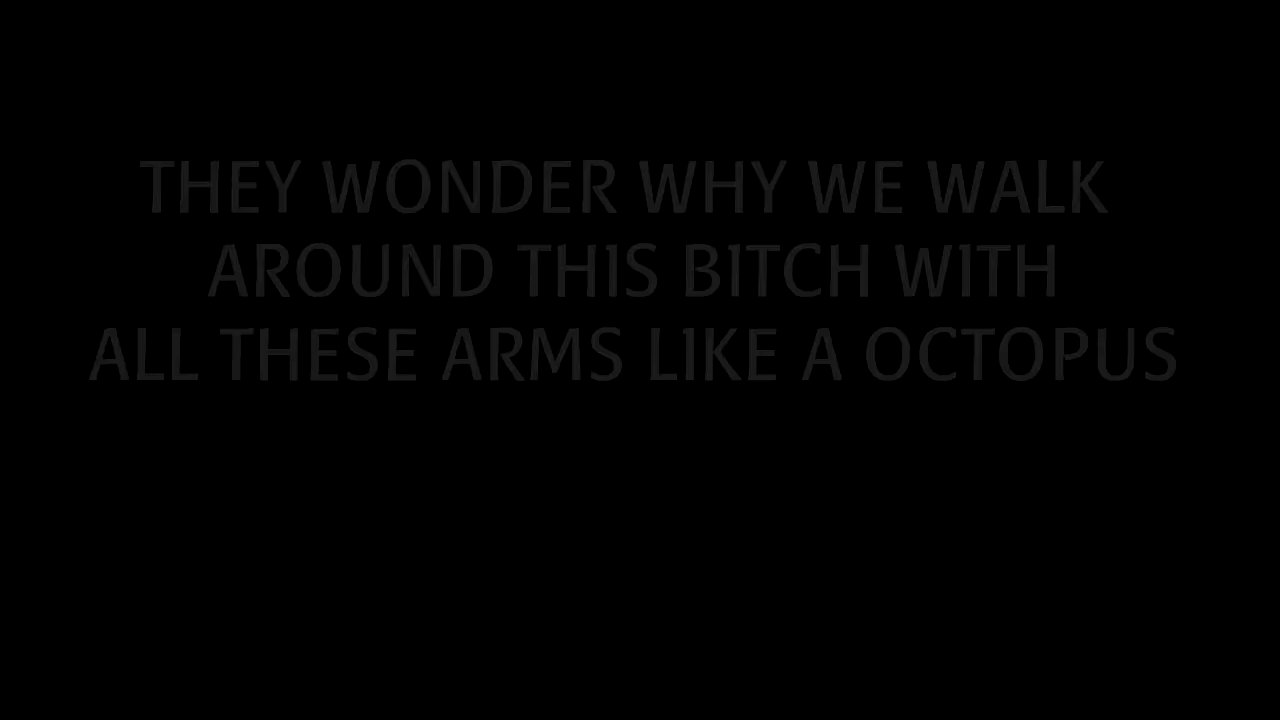 THEY WONDER WHY WE WALK
AROUND THIS BITCH WITH
ALL THESE ARMS LIKE A OCTOPUS